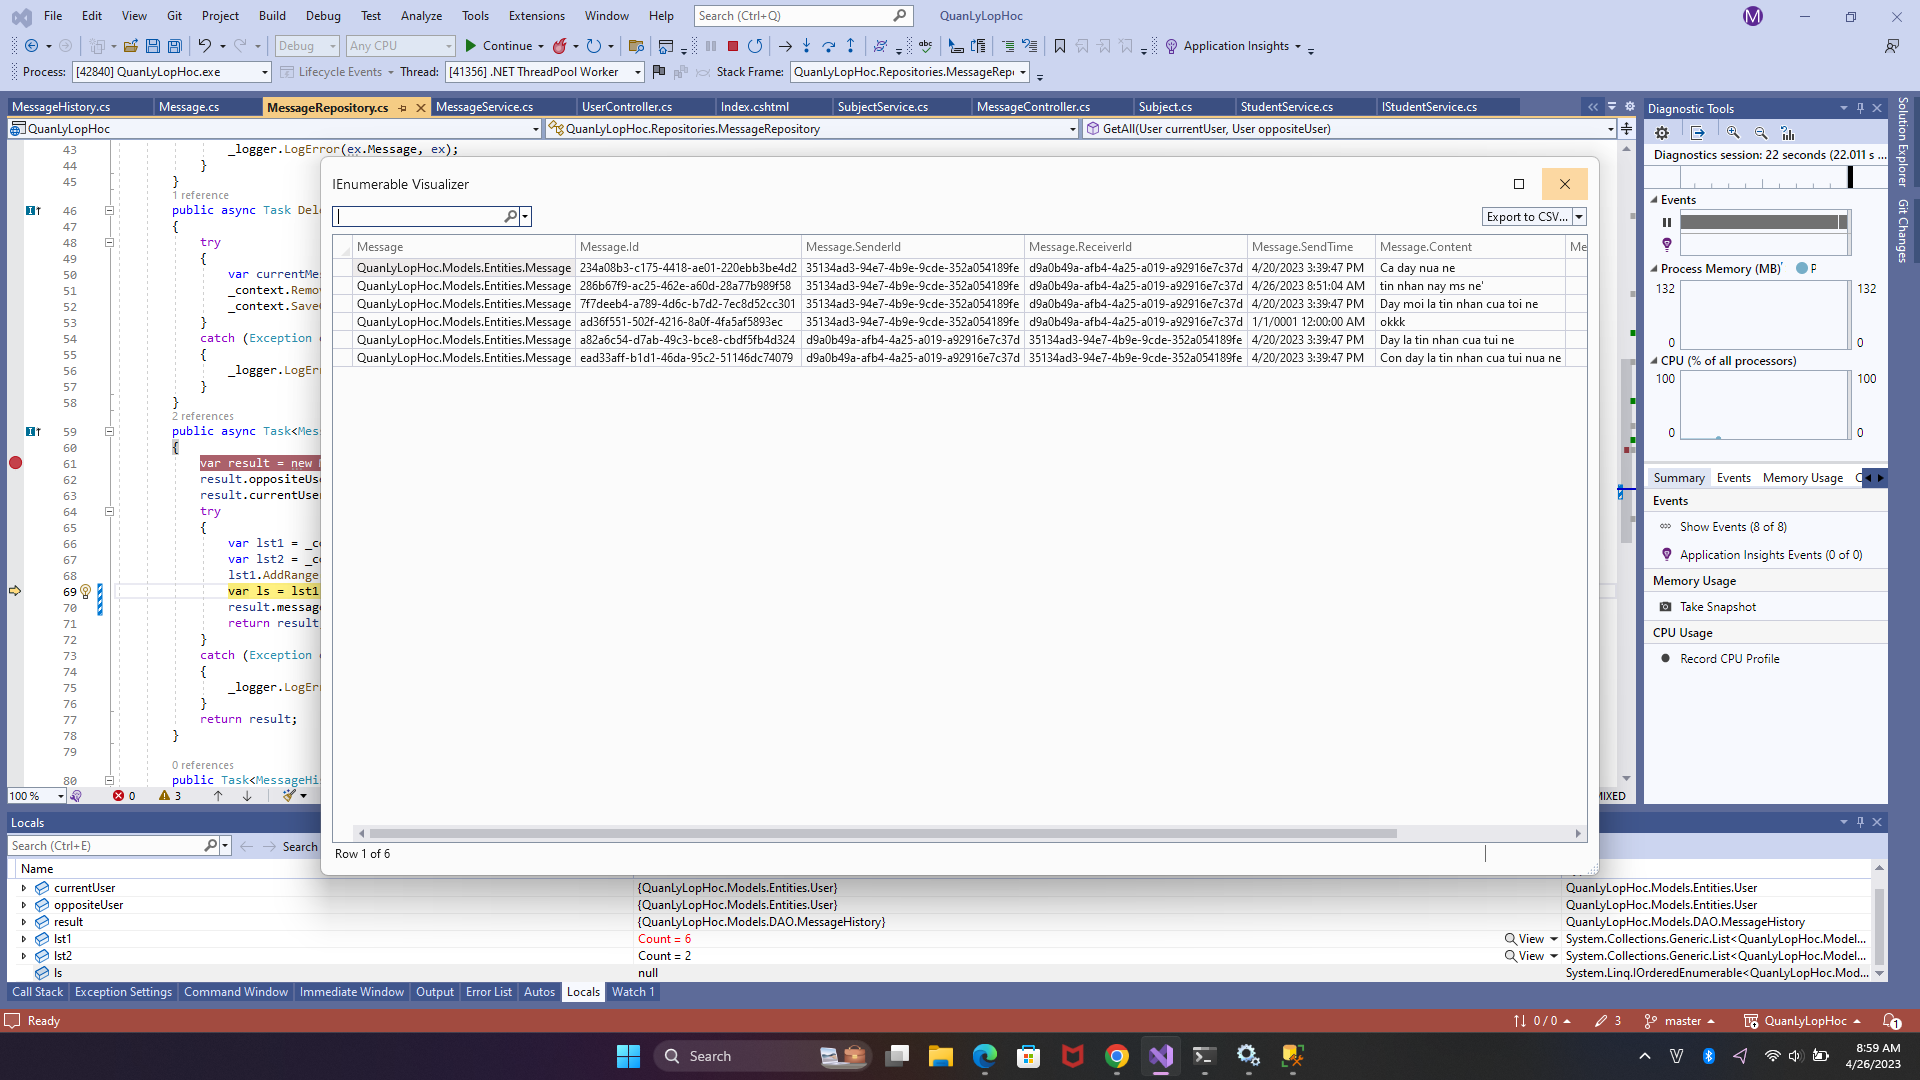 File Edit View Git Project Build Debug Test Analyze Tools Extensions Window Help Search (Ctrl+Q) QuanLyLopHoc M
Debug Any CPU Continue Application Insights
Process: [42840] QuanLyLopHoc.exe Lifecycle Events Thread: [41356] .NET ThreadPool Worker Stack Frame: QuanLyLopHoc.Repositories.MessageRep
MessageHistory.cs Message.cs MessageRepository.cs MessageService.cs UserController.cs Index.cshtml SubjectService.cs MessageController.cs Subject.cs StudentService.cs IStudentService.cs
QuanLyLopHoc QuanLyLopHoc.Repositories.MessageRepository GetAll(User currentUser, User oppositeUser)
43 _logger.LogError(ex.Message, ex);
44 }
45 }
1 reference
46 public async Task Del
47 {
48 try
49 {
50 var currentMes
51 _context.Remov
52 _context.Save
53 }
54 catch (Exception
55 {
56 _logger.LogErr
57 }
58 }
2 references
59 public async Task<Mes
60 {
61 var result = new
62 result.oppositeUse
63 result.currentUser
64 try
65 {
66 var lst1 = _co
67 var lst2 = _co
68 lst1.AddRange
69 var ls = lst1
70 result.message
71 return result
72 }
73 catch (Exception
74 {
75 _logger.LogErr
76 }
77 return result;
78 }
79
0 references
80 public Task<MessageHi
100 % 0 3 MIXED
IEnumerable Visualizer
Export to CSV...
Message Message.Id Message.SenderId Message.ReceiverId Message.SendTime Message.Content Me
QuanLyLopHoc.Models.Entities.Message 234a08b3-c175-4418-ae01-220ebb3be4d2 35134ad3-94e7-4b9e-9cde-352a054189fe d9a0b49a-afb4-4a25-a019-a92916e7c37d 4/20/2023 3:39:47 PM Ca day nua ne
QuanLyLopHoc.Models.Entities.Message 286b67f9-ac25-462e-a60d-28a77b989f58 35134ad3-94e7-4b9e-9cde-352a054189fe d9a0b49a-afb4-4a25-a019-a92916e7c37d 4/26/2023 8:51:04 AM tin nhan nay ms ne'
QuanLyLopHoc.Models.Entities.Message 7f7deeb4-a789-4d6c-b7d2-7ec8d52cc301 35134ad3-94e7-4b9e-9cde-352a054189fe d9a0b49a-afb4-4a25-a019-a92916e7c37d 4/20/2023 3:39:47 PM Day moi la tin nhan cua toi ne
QuanLyLopHoc.Models.Entities.Message ad36f551-502f-4216-8a0f-4fa5af5893ec 35134ad3-94e7-4b9e-9cde-352a054189fe d9a0b49a-afb4-4a25-a019-a92916e7c37d 1/1/0001 12:00:00 AM okkk
QuanLyLopHoc.Models.Entities.Message a82a6c54-d7ab-49c3-bce8-cbdf5fb4d324 d9a0b49a-afb4-4a25-a019-a92916e7c37d 35134ad3-94e7-4b9e-9cde-352a054189fe 4/20/2023 3:39:47 PM Day la tin nhan cua tui ne
QuanLyLopHoc.Models.Entities.Message ead33aff-b1d1-46da-95c2-51146dc74079 d9a0b49a-afb4-4a25-a019-a92916e7c37d 35134ad3-94e7-4b9e-9cde-352a054189fe 4/20/2023 3:39:47 PM Con day la tin nhan cua tui nua ne
Row 1 of 6
Diagnostic Tools
Diagnostics session: 22 seconds (22.011 s ...
Events
Process Memory (MB) P
132 132
0 0
CPU (% of all processors)
100 100
0 0
Summary Events Memory Usage C
Events
Show Events (8 of 8)
Application Insights Events (0 of 0)
Memory Usage
Take Snapshot
CPU Usage
Record CPU Profile
Solution Explorer
Git Changes
Locals
Search (Ctrl+E) Search
Name
currentUser {QuanLyLopHoc.Models.Entities.User} QuanLyLopHoc.Models.Entities.User
oppositeUser {QuanLyLopHoc.Models.Entities.User} QuanLyLopHoc.Models.Entities.User
result {QuanLyLopHoc.Models.DAO.MessageHistory} QuanLyLopHoc.Models.DAO.MessageHistory
lst1 Count = 6 View System.Collections.Generic.List<QuanLyLopHoc.Model...
lst2 Count = 2 View System.Collections.Generic.List<QuanLyLopHoc.Model...
ls null System.Linq.IOrderedEnumerable<QuanLyLopHoc.Mod...
Call Stack Exception Settings Command Window Immediate Window Output Error List Autos Locals Watch 1
Ready 0 / 0 3 master QuanLyLopHoc 1
Search 8:59 AM
4/26/2023